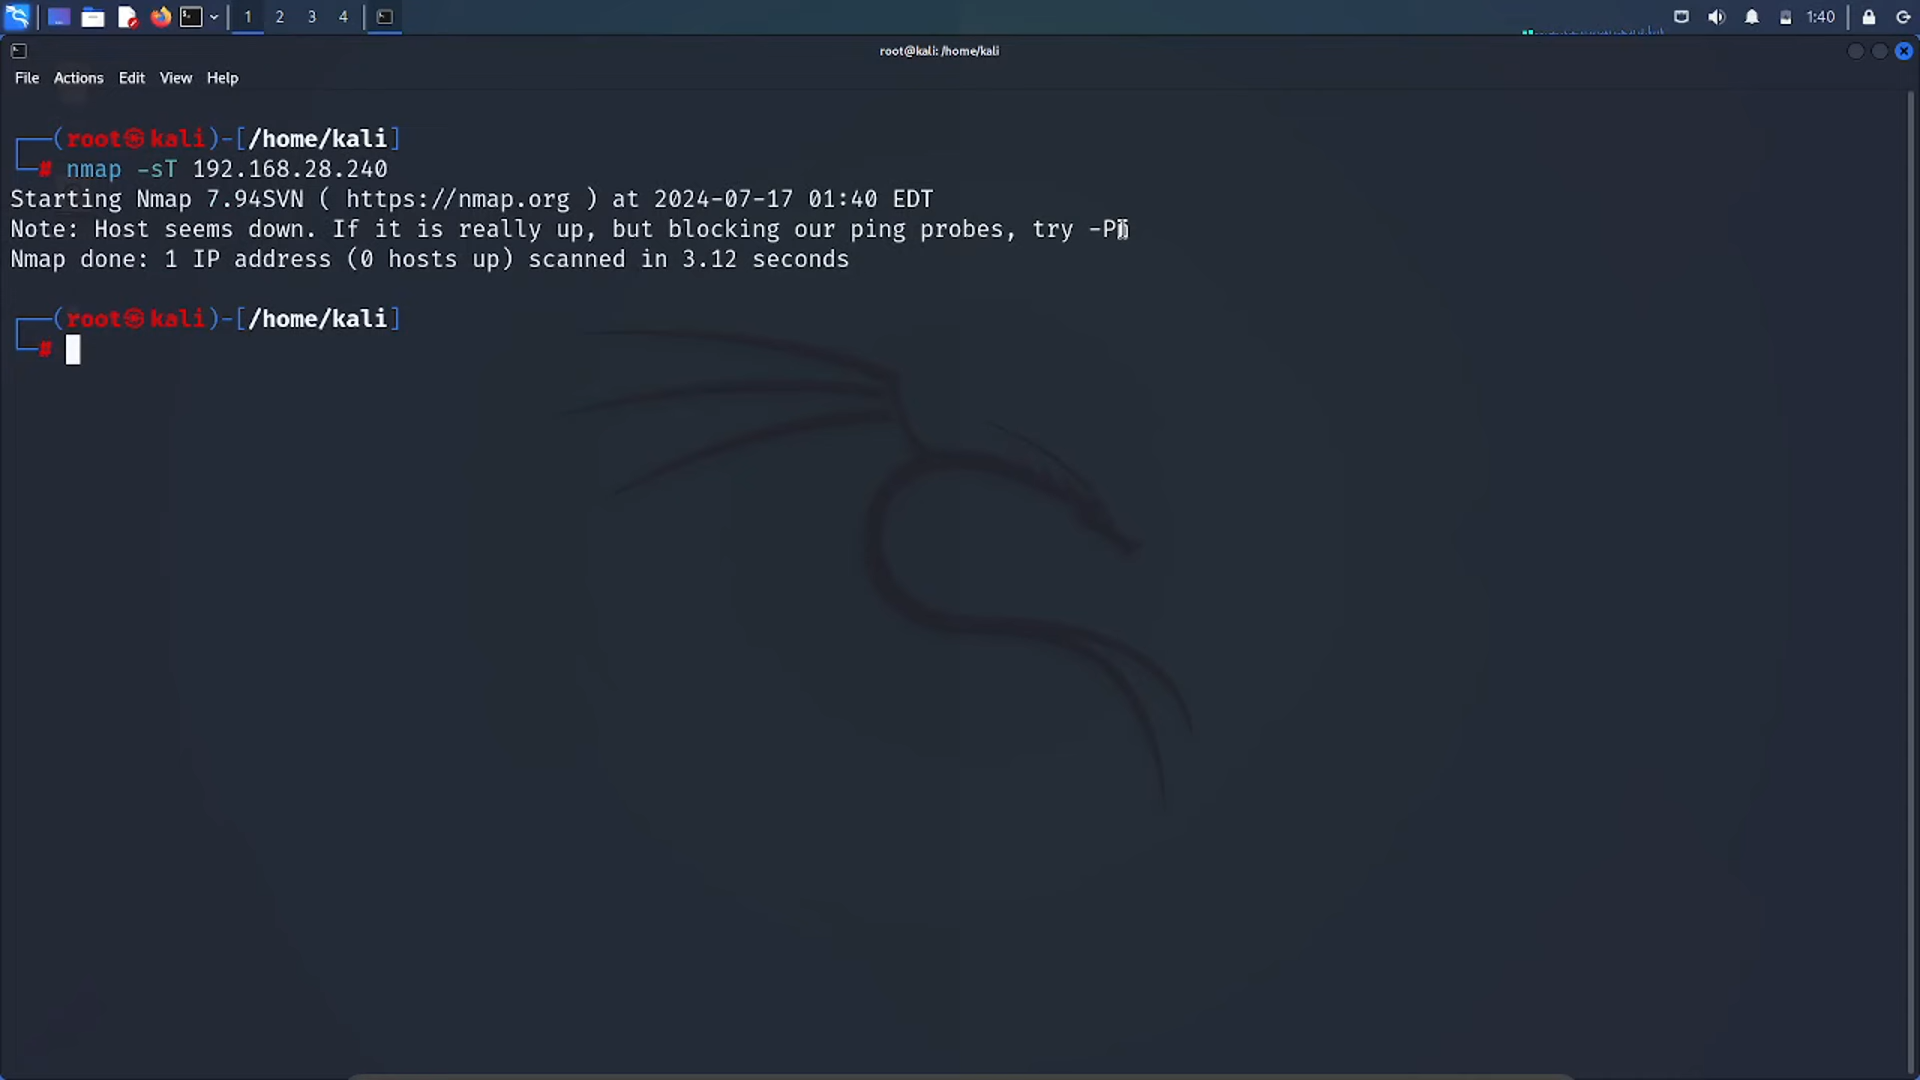 1 2 3 4 1:40
root@kali: /home/kali
File Actions Edit View Help
┌──(root㉿kali)-[/home/kali]
└─# nmap -sT 192.168.28.240
Starting Nmap 7.94SVN ( https://nmap.org ) at 2024-07-17 01:40 EDT
Note: Host seems down. If it is really up, but blocking our ping probes, try -Pn
Nmap done: 1 IP address (0 hosts up) scanned in 3.12 seconds
┌──(root㉿kali)-[/home/kali]
└─#